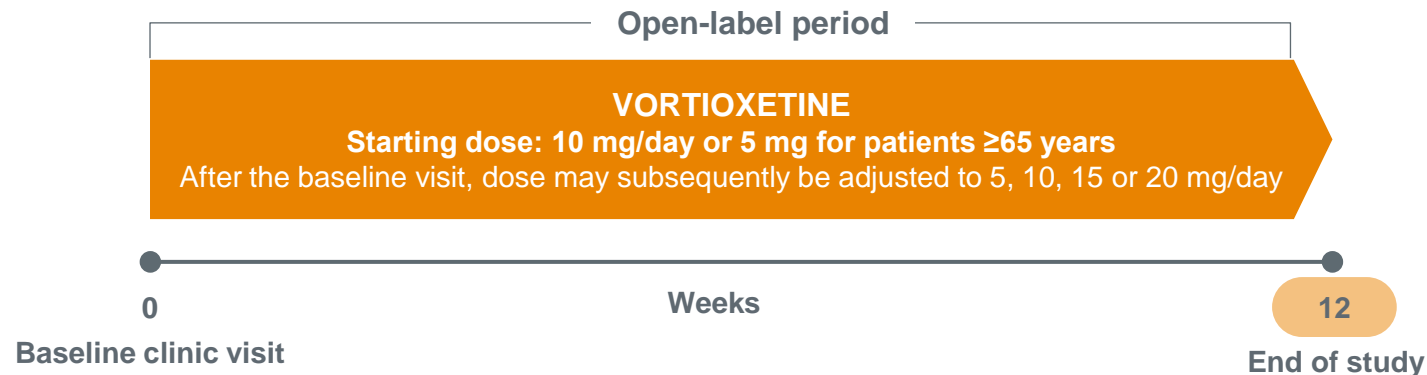 Open-label period
VORTIOXETINE
Starting dose: 10 mg/day or 5 mg for patients ≥65 years
After the baseline visit, dose may subsequently be adjusted to 5, 10, 15 or 20 mg/day
0
Weeks
12
Baseline clinic visit
End of study